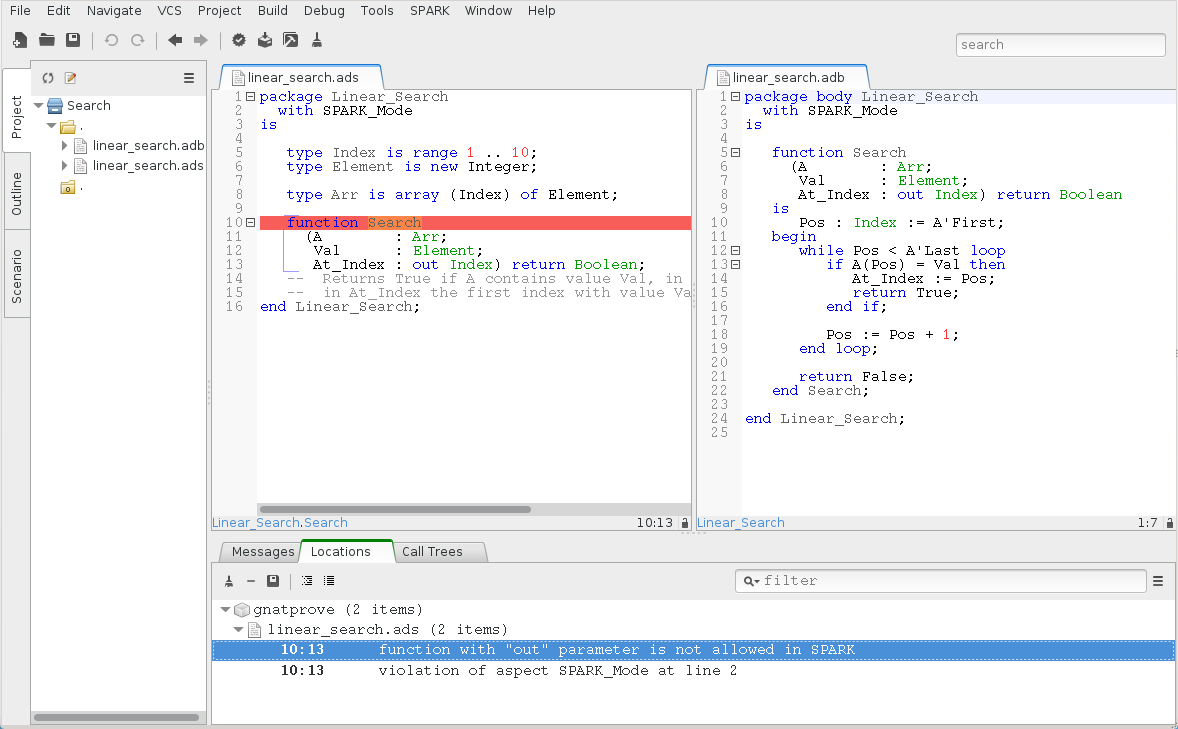 File Edit Navigate VCS Project Build Debug Tools SPARK Window Help
search
Project
Outline
Scenario
Search
.
linear_search.adb
linear_search.ads
.
linear_search.ads
1 package Linear_Search
2 with SPARK_Mode
3 is
4
5 type Index is range 1 .. 10;
6 type Element is new Integer;
7
8 type Arr is array (Index) of Element;
9
10 function Search
11 (A : Arr;
12 Val : Element;
13 At_Index : out Index) return Boolean;
14 -- Returns True if A contains value Val, in
15 -- in At_Index the first index with value Va
16 end Linear_Search;
Linear_Search.Search 10:13
linear_search.adb
1 package body Linear_Search
2 with SPARK_Mode
3 is
4
5 function Search
6 (A : Arr;
7 Val : Element;
8 At_Index : out Index) return Boolean
9 is
10 Pos : Index := A'First;
11 begin
12 while Pos < A'Last loop
13 if A(Pos) = Val then
14 At_Index := Pos;
15 return True;
16 end if;
17
18 Pos := Pos + 1;
19 end loop;
20
21 return False;
22 end Search;
23
24 end Linear_Search;
25
Linear_Search 1:7
Messages Locations Call Trees
filter
gnatprove (2 items)
linear_search.ads (2 items)
10:13 function with "out" parameter is not allowed in SPARK
10:13 violation of aspect SPARK_Mode at line 2